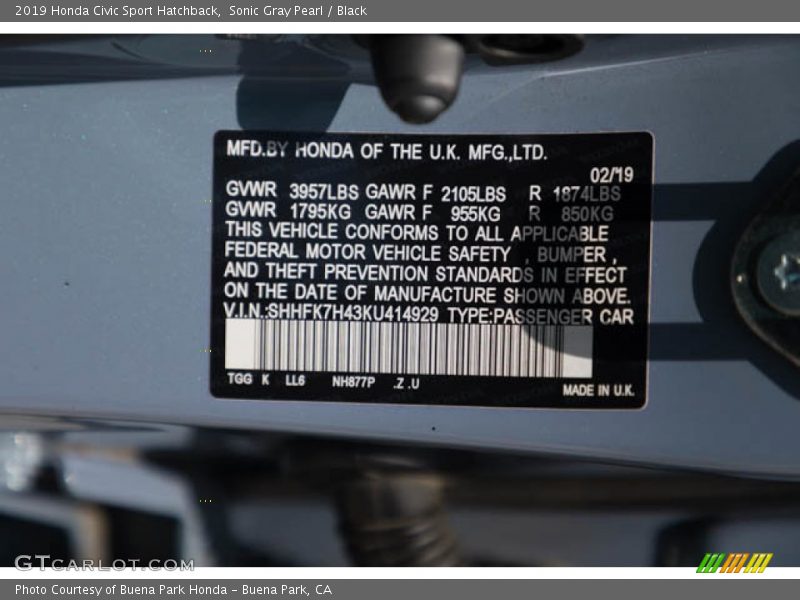 2019 Honda Civic Sport Hatchback, Sonic Gray Pearl / Black
MFD.BY HONDA OF THE U.K. MFG.,LTD.
02/19
GVWR 3957LBS GAWR F 2105LBS R 1874LBS
GVWR 1795KG GAWR F 955KG R 850KG
THIS VEHICLE CONFORMS TO ALL APPLICABLE
FEDERAL MOTOR VEHICLE SAFETY , BUMPER ,
AND THEFT PREVENTION STANDARDS IN EFFECT
ON THE DATE OF MANUFACTURE SHOWN ABOVE.
V.I.N.:SHHFK7H43KU414929 TYPE:PASSENGER CAR
TGG K LL6 NH877P .Z .U
MADE IN U.K.
GTCARLOT.COM
Photo Courtesy of Buena Park Honda - Buena Park, CA